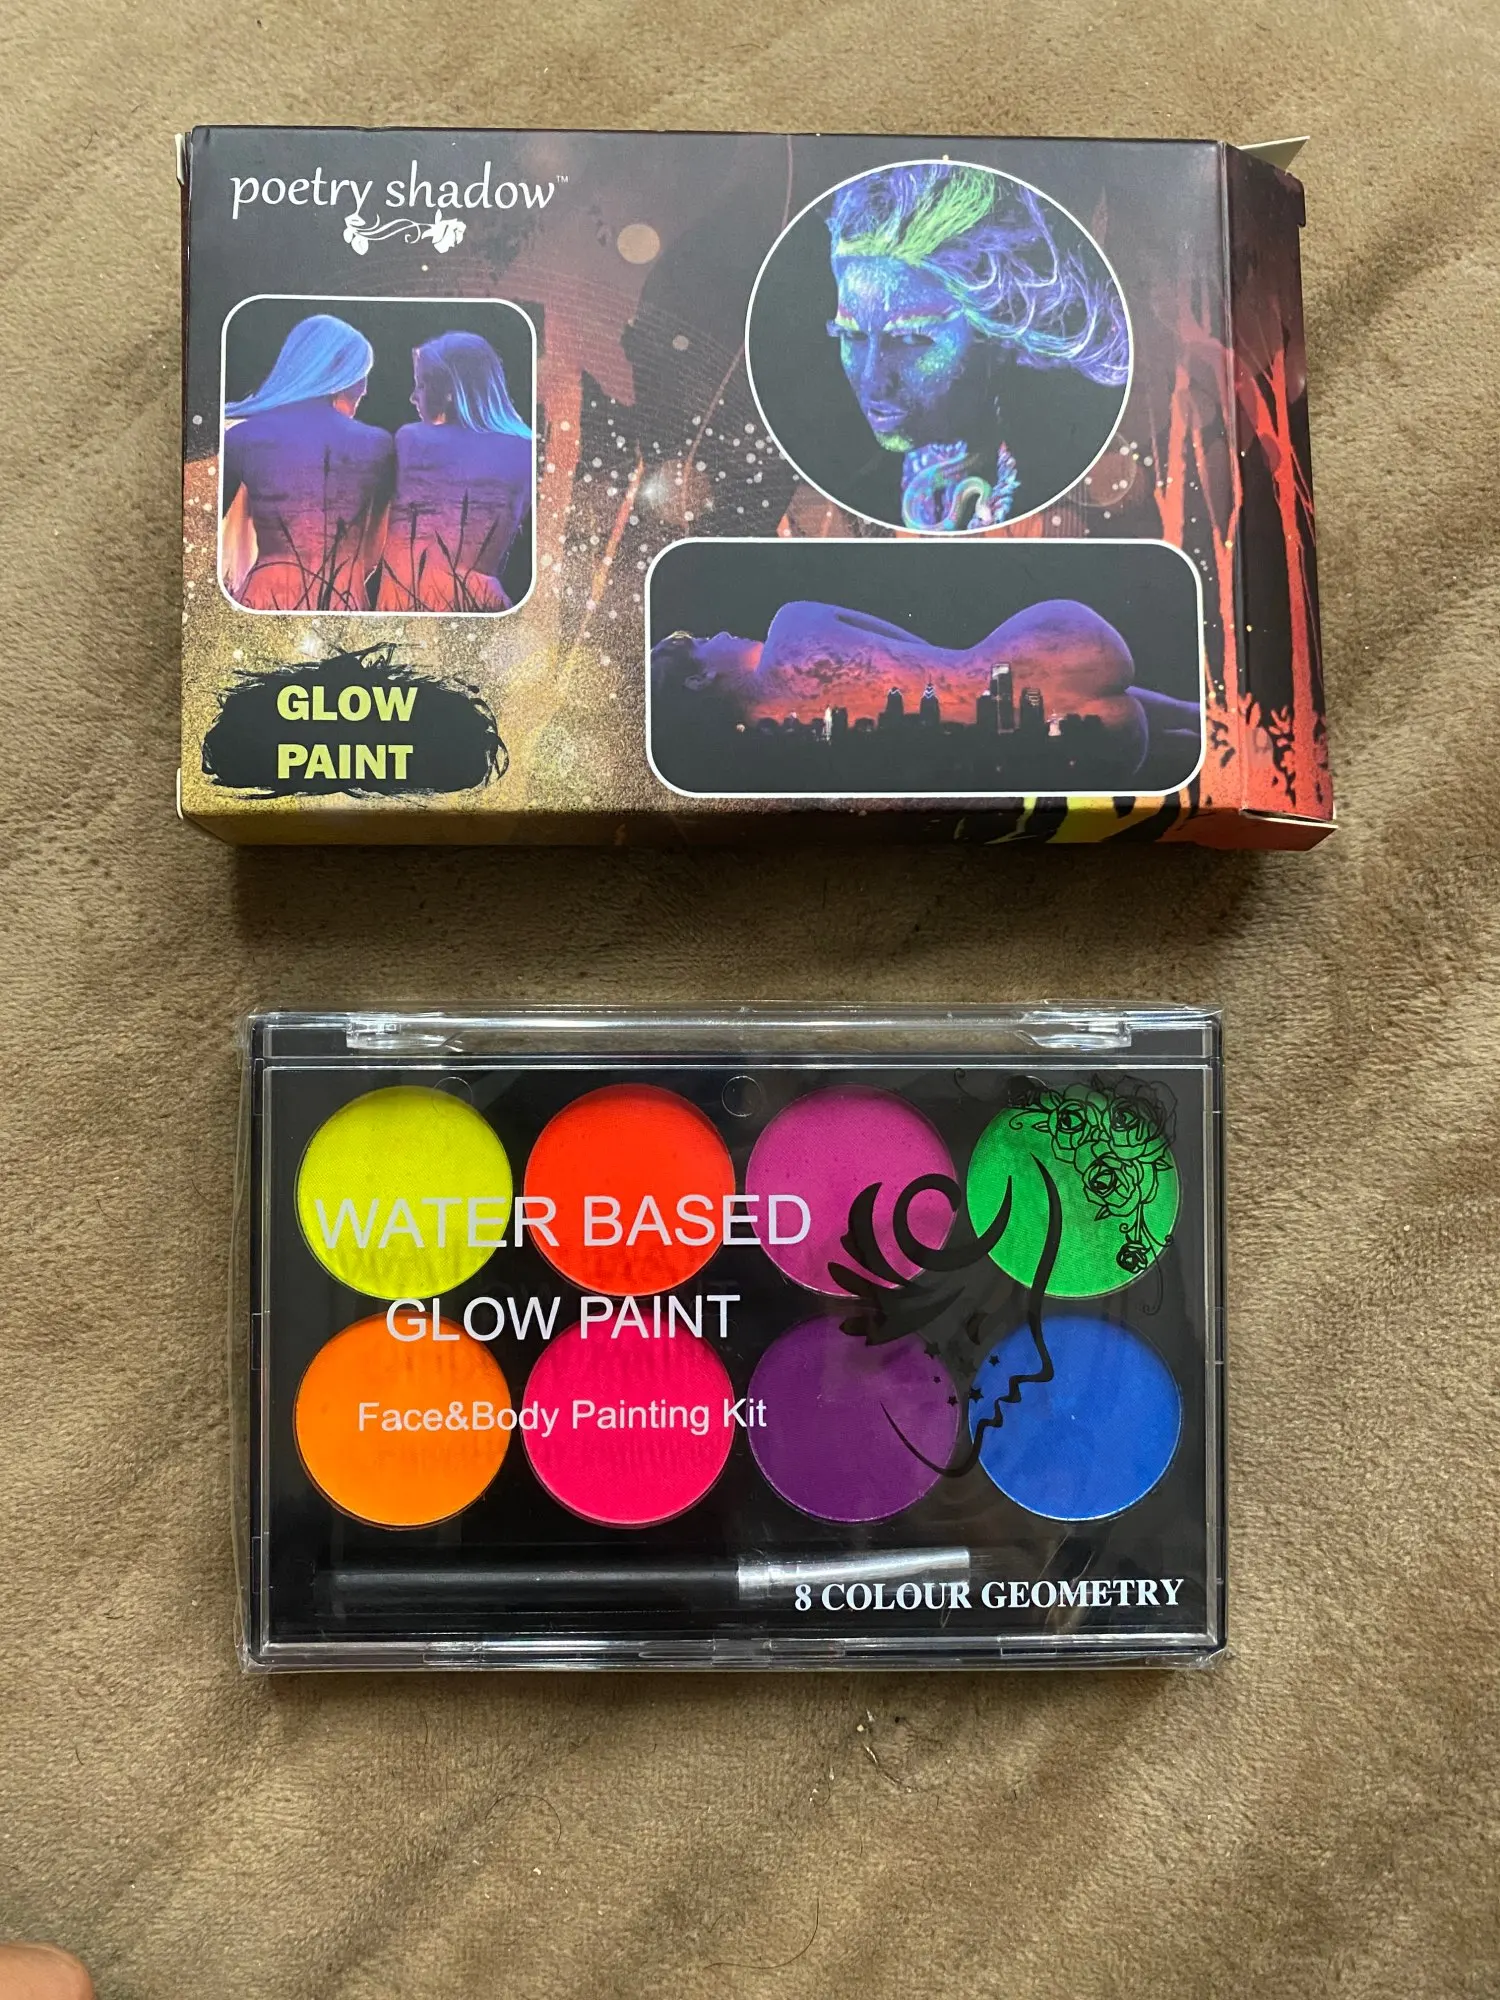 poetry shadow™
GLOW
PAINT
WATER BASED
GLOW PAINT
Face&Body Painting Kit
8 COLOUR GEOMETRY